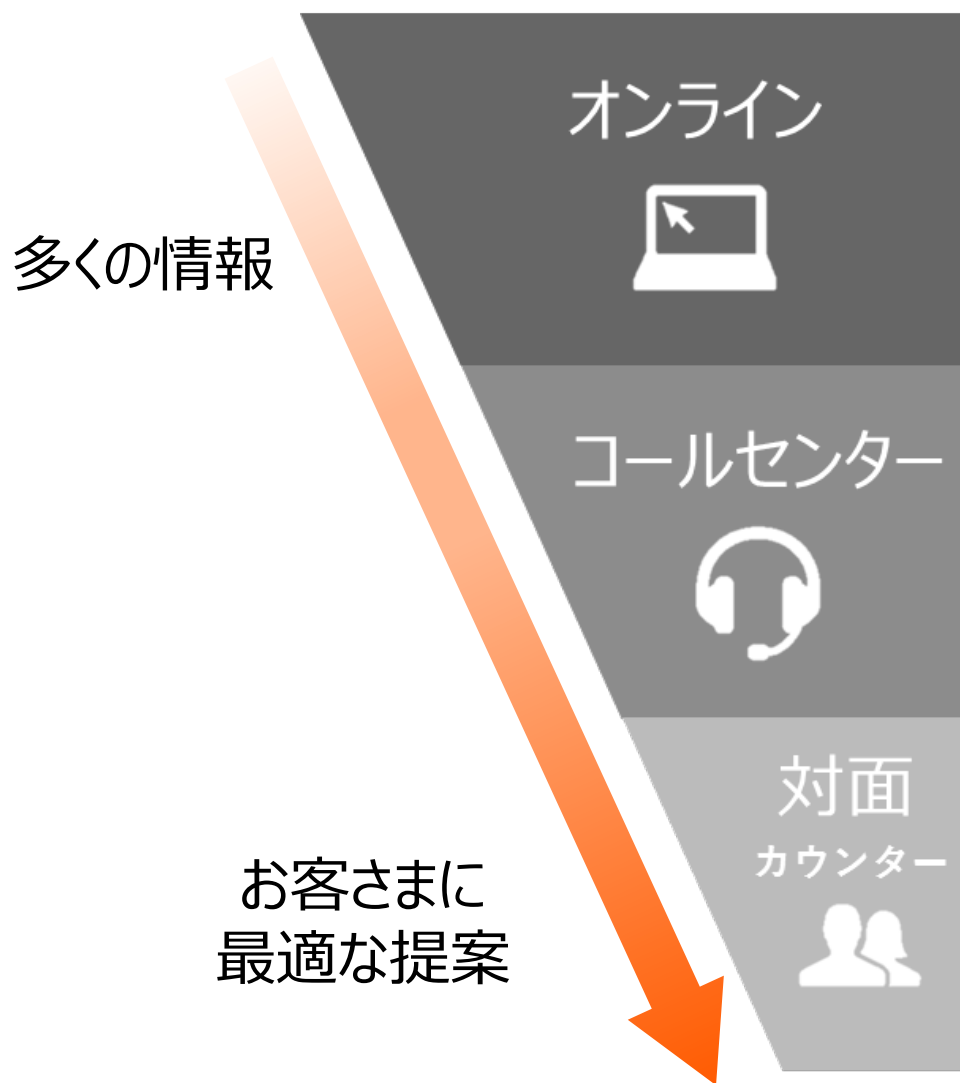 オンライン
多くの情報
コールセンター
対面
カウンター
お客さまに
最適な提案